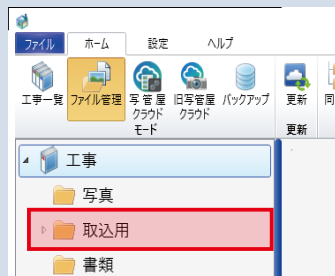 ファイル ホーム 設定 ヘルプ
工事一覧 ファイル管理 写管屋 旧写管屋 バックアップ 更新 同
クラウド クラウド
モード 更新
工事
写真
取込用
書類